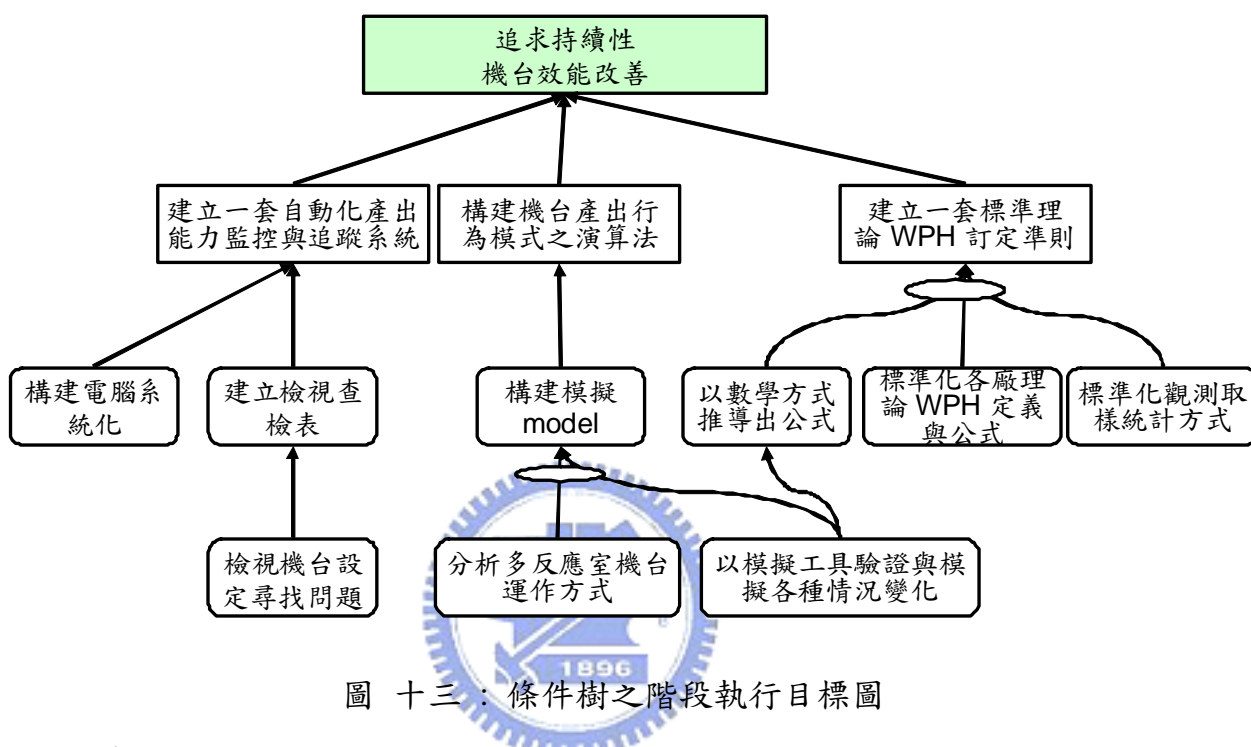 追求持續性
機台效能改善
建立一套自動化產出
能力監控與追蹤系統
構建機台產出行
為模式之演算法
建立一套標準理
論 WPH 訂定準則
構建電腦系
統化
建立檢視查
檢表
構建模擬
model
以數學方式
推導出公式
標準化各廠理
論 WPH 定義
與公式
標準化觀測取
樣統計方式
檢視機台設
定尋找問題
分析多反應室機台
運作方式
以模擬工具驗證與模
擬各種情況變化
1896
圖 十三 : 條件樹之階段執行目標圖